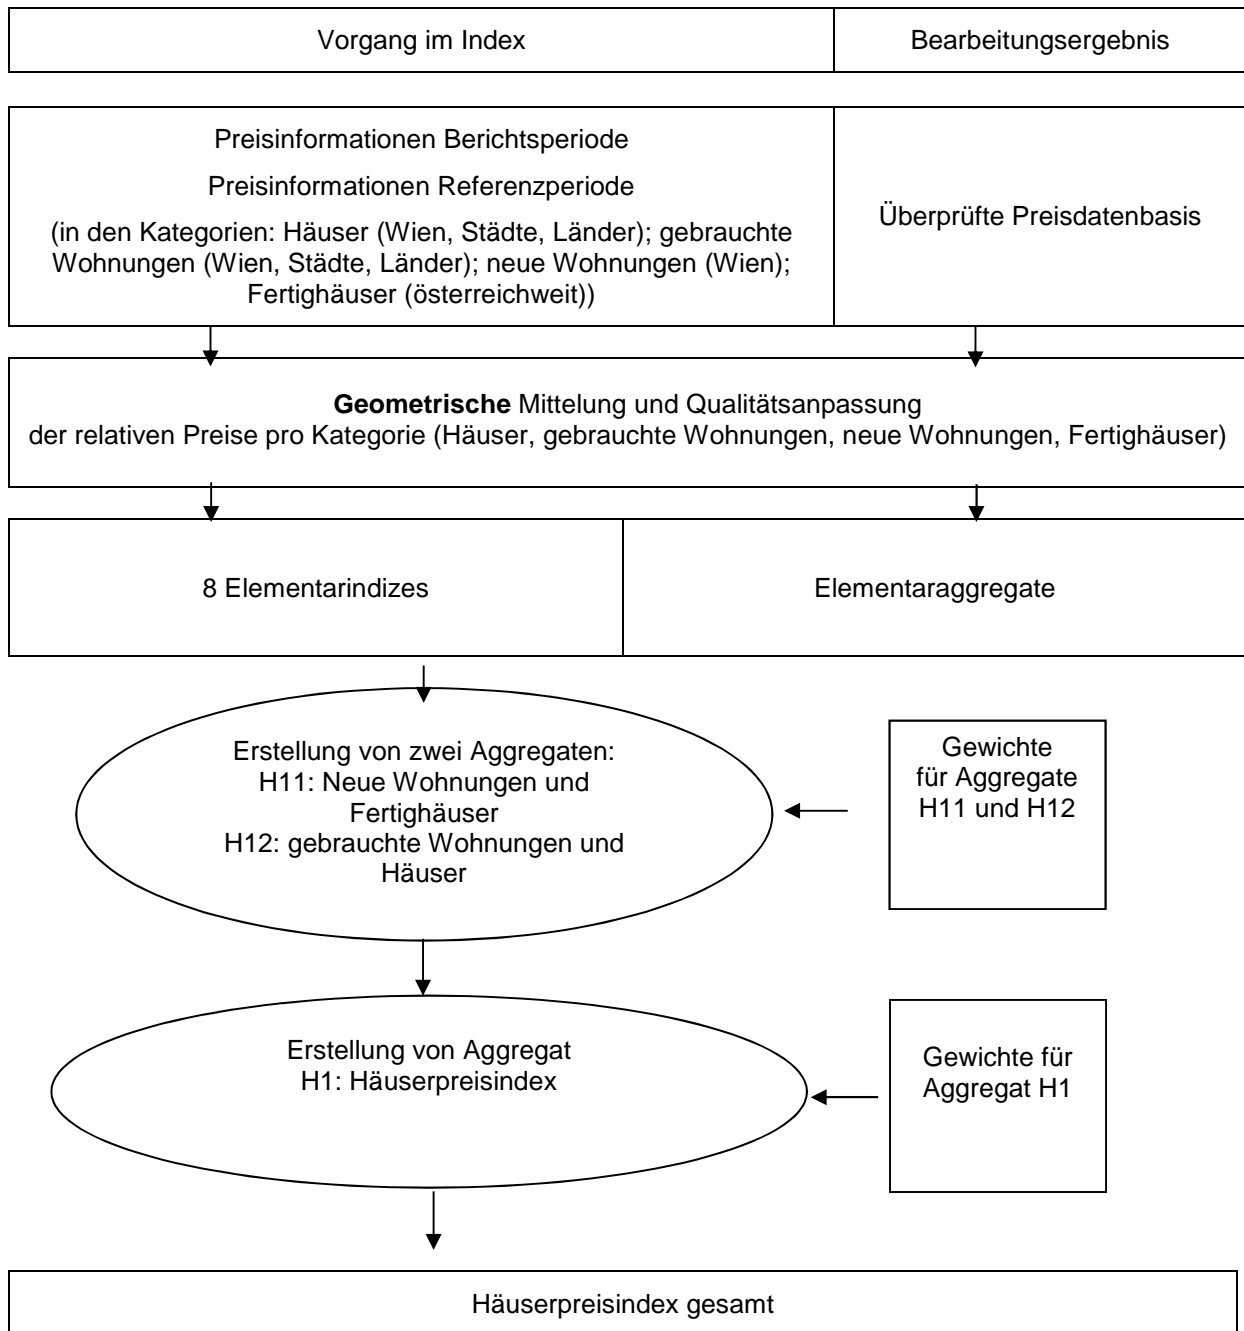 Vorgang im Index
Bearbeitungsergebnis
Preisinformationen Berichtsperiode
Preisinformationen Referenzperiode
(in den Kategorien: Häuser (Wien, Städte, Länder); gebrauchte
Wohnungen (Wien, Städte, Länder); neue Wohnungen (Wien);
Fertighäuser (österreichweit))
Überprüfte Preisdatenbasis
Geometrische Mittelung und Qualitätsanpassung
der relativen Preise pro Kategorie (Häuser, gebrauchte Wohnungen, neue Wohnungen, Fertighäuser)
8 Elementarindizes
Elementaraggregate
Erstellung von zwei Aggregaten:
H11: Neue Wohnungen und
Fertighäuser
H12: gebrauchte Wohnungen und
Häuser
Gewichte
für Aggregate
H11 und H12
Erstellung von Aggregat
H1: Häuserpreisindex
Gewichte für
Aggregat H1
Häuserpreisindex gesamt